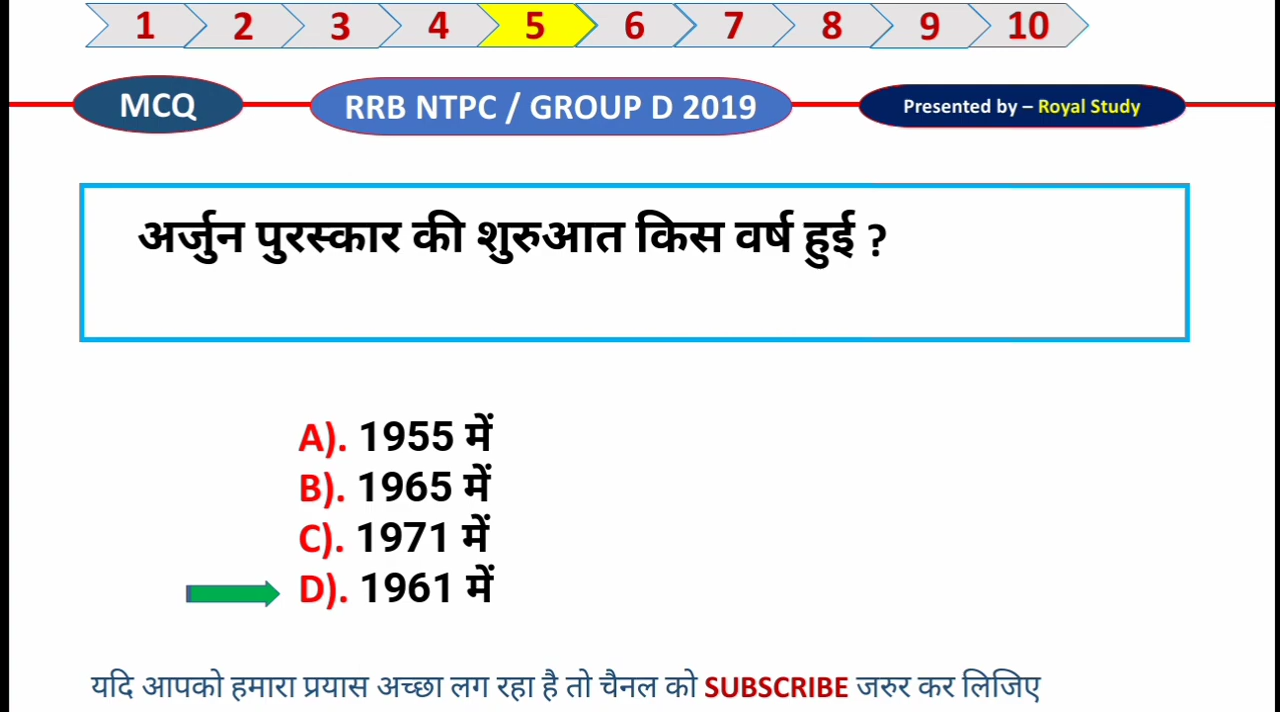 1 2 3 4 5 6 7 8 9 10
MCQ RRB NTPC / GROUP D 2019 Presented by – Royal Study
अर्जुन पुरस्कार की शुरुआत किस वर्ष हुई ?
A). 1955 में
B). 1965 में
C). 1971 में
D). 1961 में
यदि आपको हमारा प्रयास अच्छा लग रहा है तो चैनल को SUBSCRIBE जरुर कर लिजिए